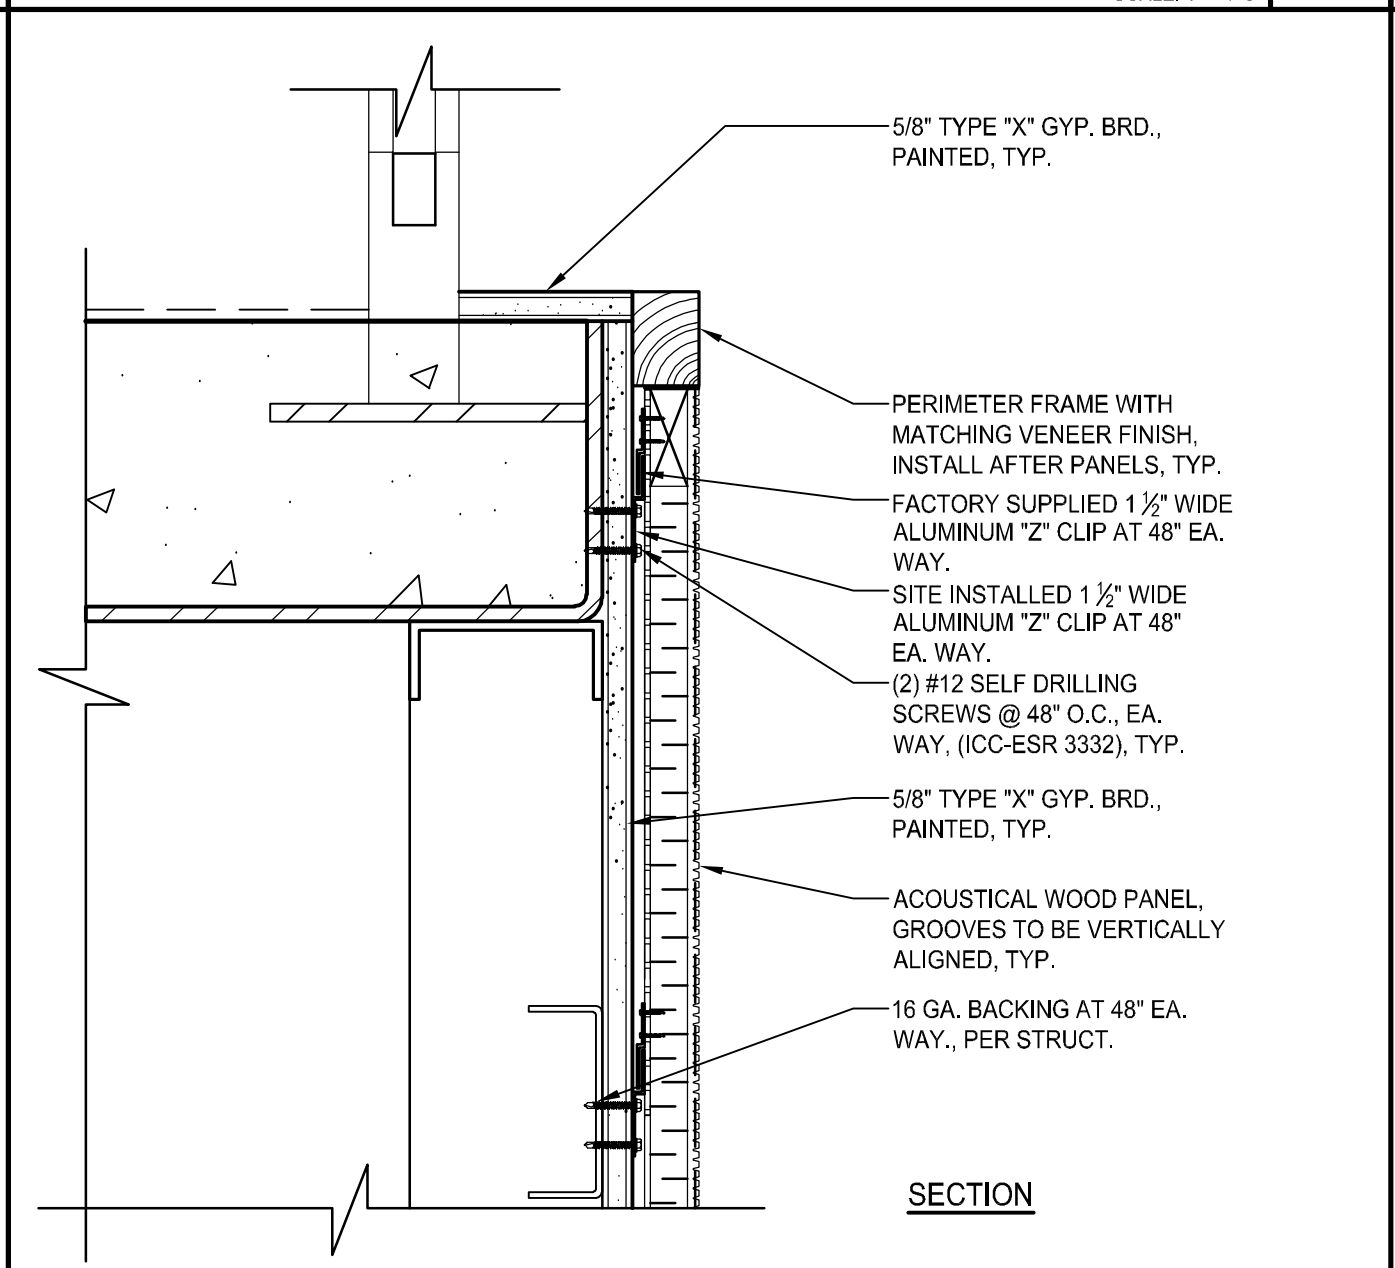 5/8" TYPE "X" GYP. BRD.,
PAINTED, TYP.
PERIMETER FRAME WITH
MATCHING VENEER FINISH,
INSTALL AFTER PANELS, TYP.
FACTORY SUPPLIED 1 ½" WIDE
ALUMINUM "Z" CLIP AT 48" EA.
WAY.
SITE INSTALLED 1 ½" WIDE
ALUMINUM "Z" CLIP AT 48"
EA. WAY.
(2) #12 SELF DRILLING
SCREWS @ 48" O.C., EA.
WAY, (ICC-ESR 3332), TYP.
5/8" TYPE "X" GYP. BRD.,
PAINTED, TYP.
ACOUSTICAL WOOD PANEL,
GROOVES TO BE VERTICALLY
ALIGNED, TYP.
16 GA. BACKING AT 48" EA.
WAY., PER STRUCT.
SECTION